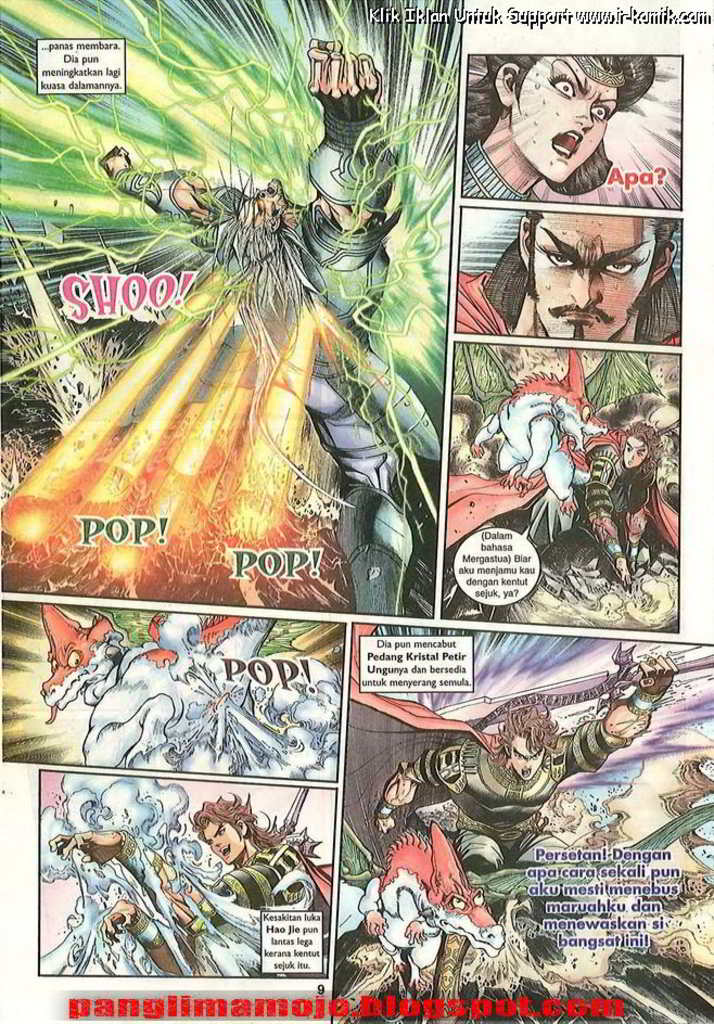 Klik Iklan Untuk Support www.ir-komik.com
...panas membara.
Dia pun
meningkatkan lagi
kuasa dalamannya.
SHOO!
POP!
POP!
Apa?
(Dalam
bahasa
Mergastua) Biar
aku menjamu kau
dengan kentut
sejuk, ya?
POP!
Dia pun mencabut
Pedang Kristal Petir
Ungunya dan bersedia
untuk menyerang semula.
Kesakitan luka
Hao Jie pun
lantas lega
kerana kentut
sejuk itu.
Persetan! Dengan
apa cara sekali pun
aku mesti menebus
maruahku dan
menewaskan si
bangsat ini!
9
panglimamojo.blogspot.com